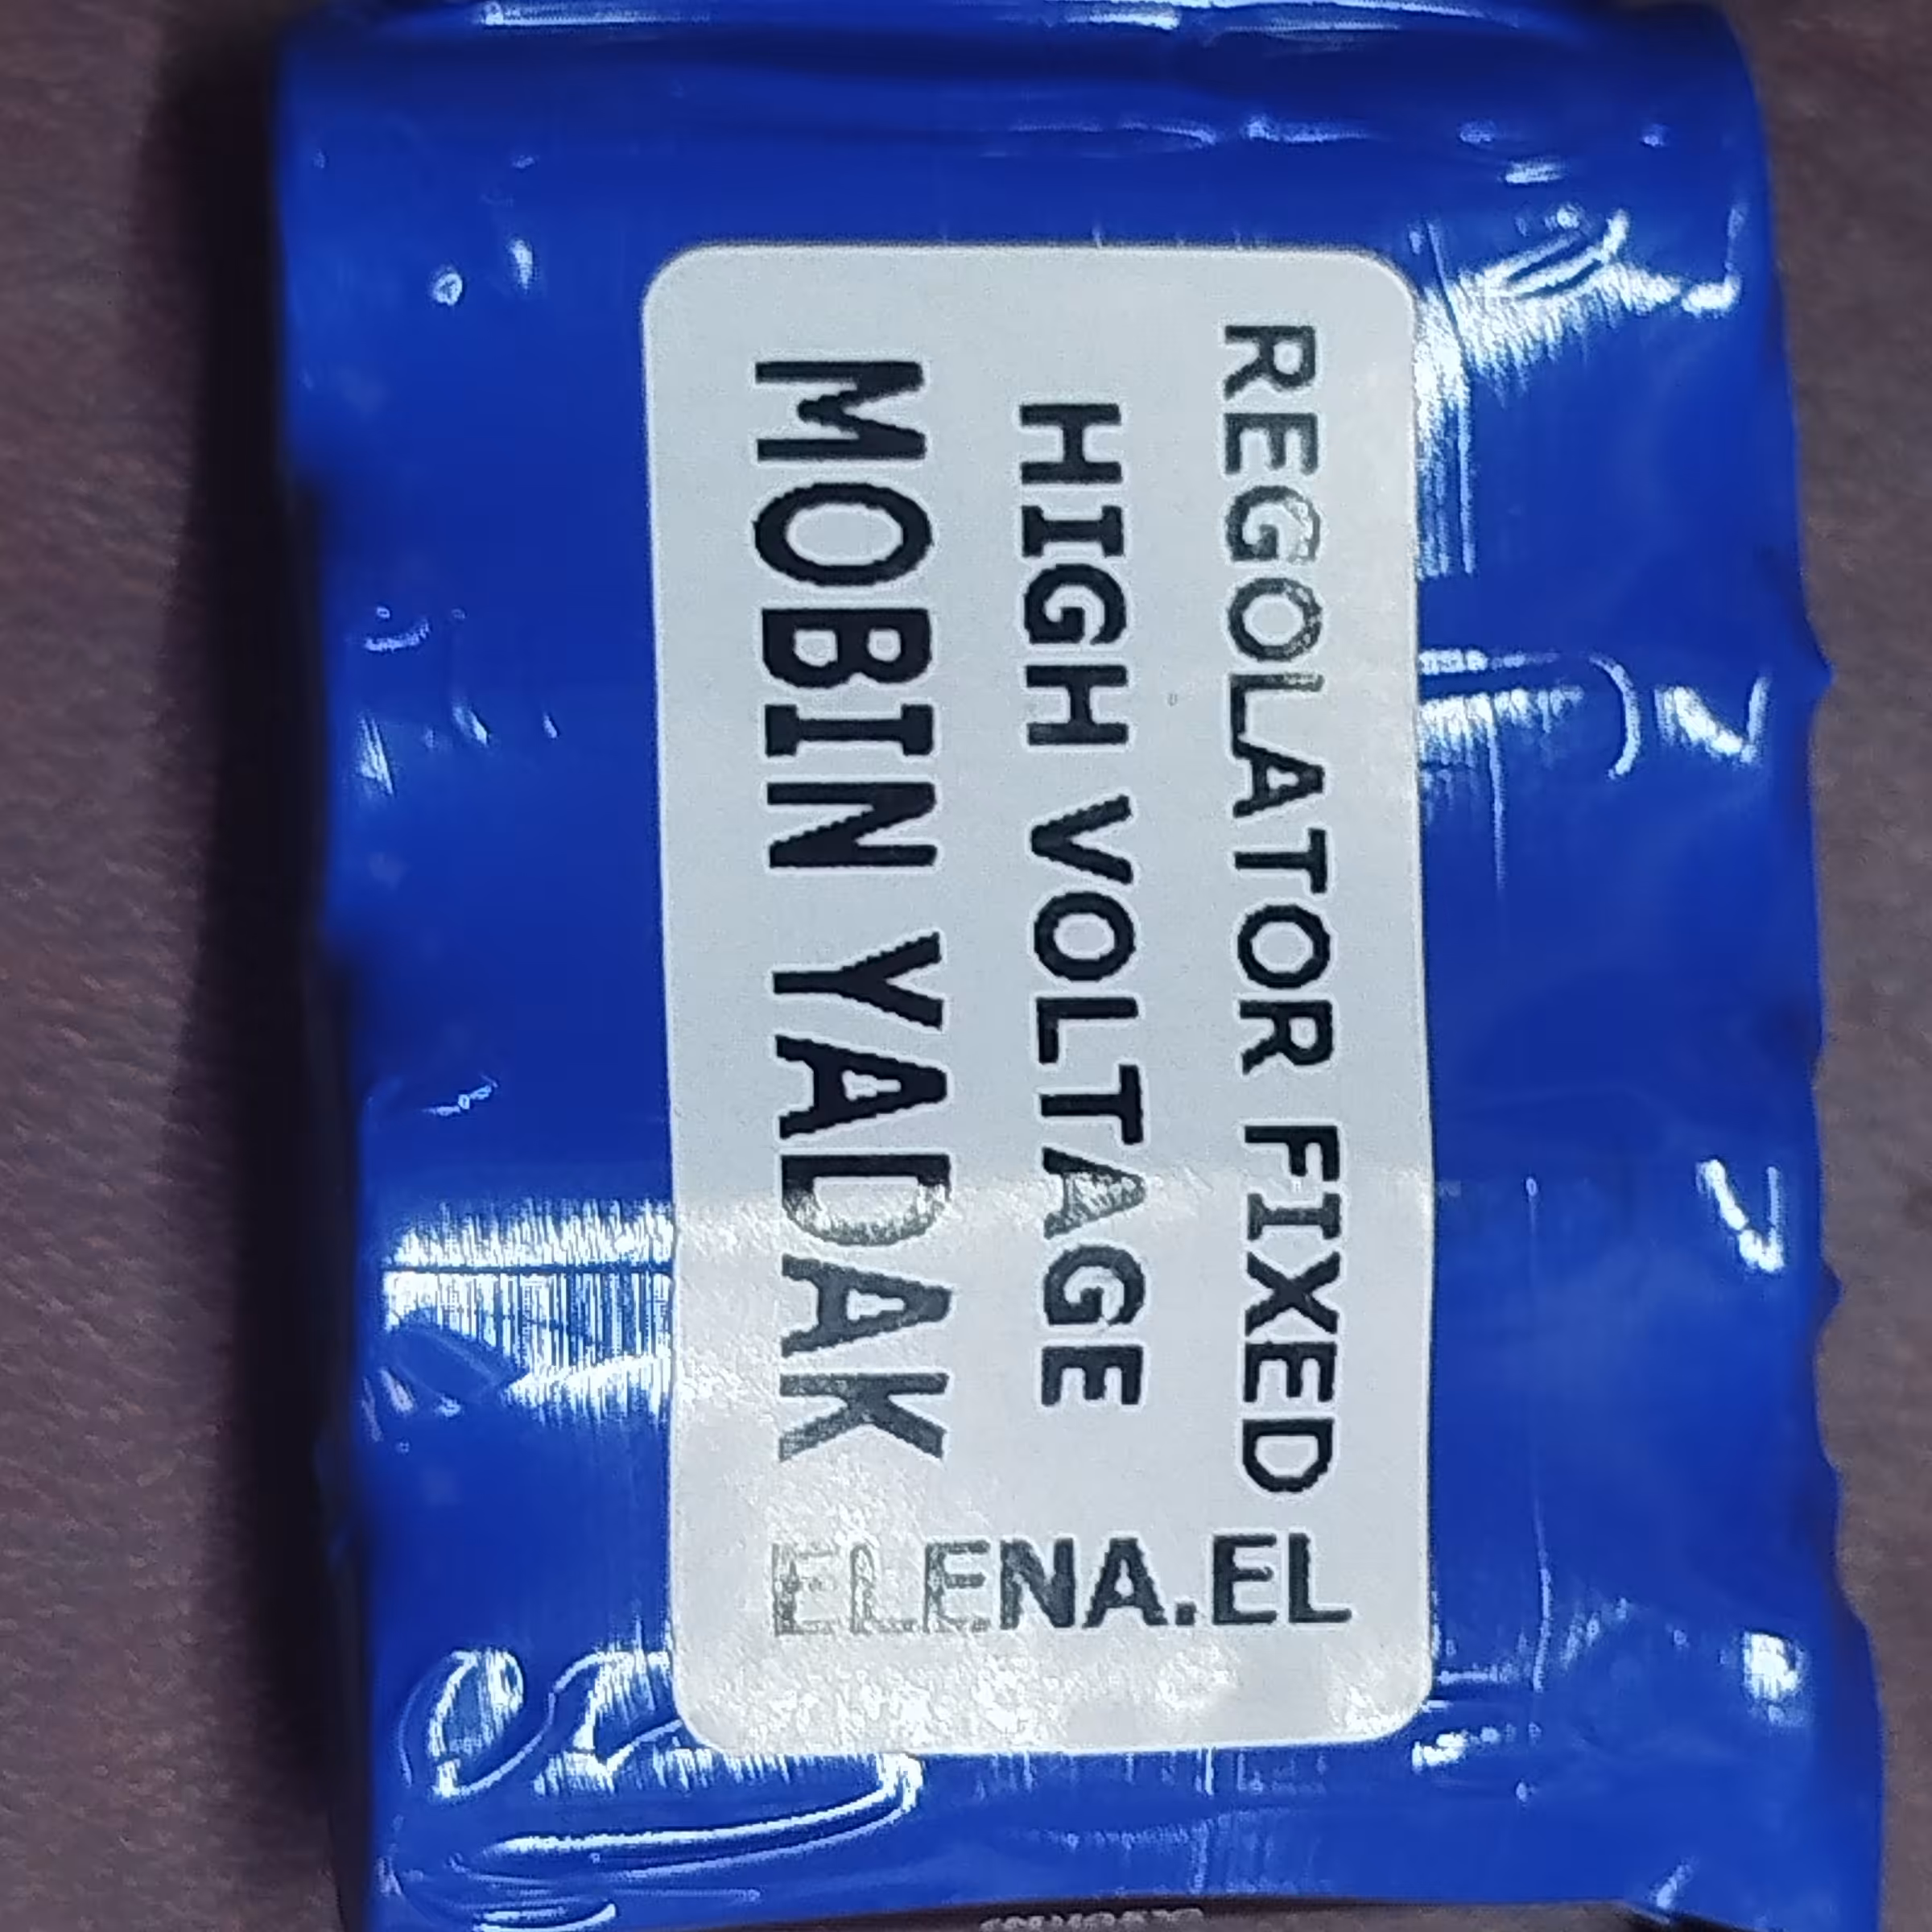 REGOLATOR FIXED
HIGH VOLTAGE
MOBIN YADAK
ELENA.EL